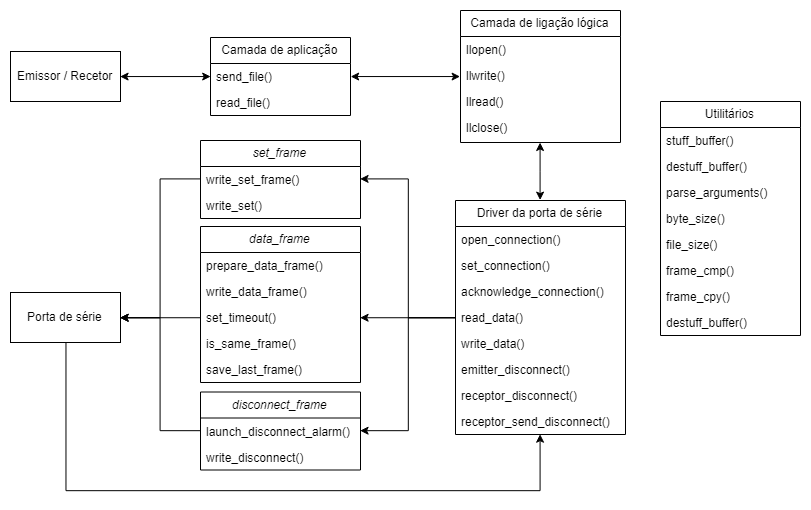 Emissor / Recetor
Camada de aplicação
send_file()
read_file()
Camada de ligação lógica
llopen()
llwrite()
llread()
llclose()
Utilitários
stuff_buffer()
destuff_buffer()
parse_arguments()
byte_size()
file_size()
frame_cmp()
frame_cpy()
destuff_buffer()
set_frame
write_set_frame()
write_set()
data_frame
prepare_data_frame()
write_data_frame()
set_timeout()
is_same_frame()
save_last_frame()
disconnect_frame
launch_disconnect_alarm()
write_disconnect()
Driver da porta de série
open_connection()
set_connection()
acknowledge_connection()
read_data()
write_data()
emitter_disconnect()
receptor_disconnect()
receptor_send_disconnect()
Porta de série